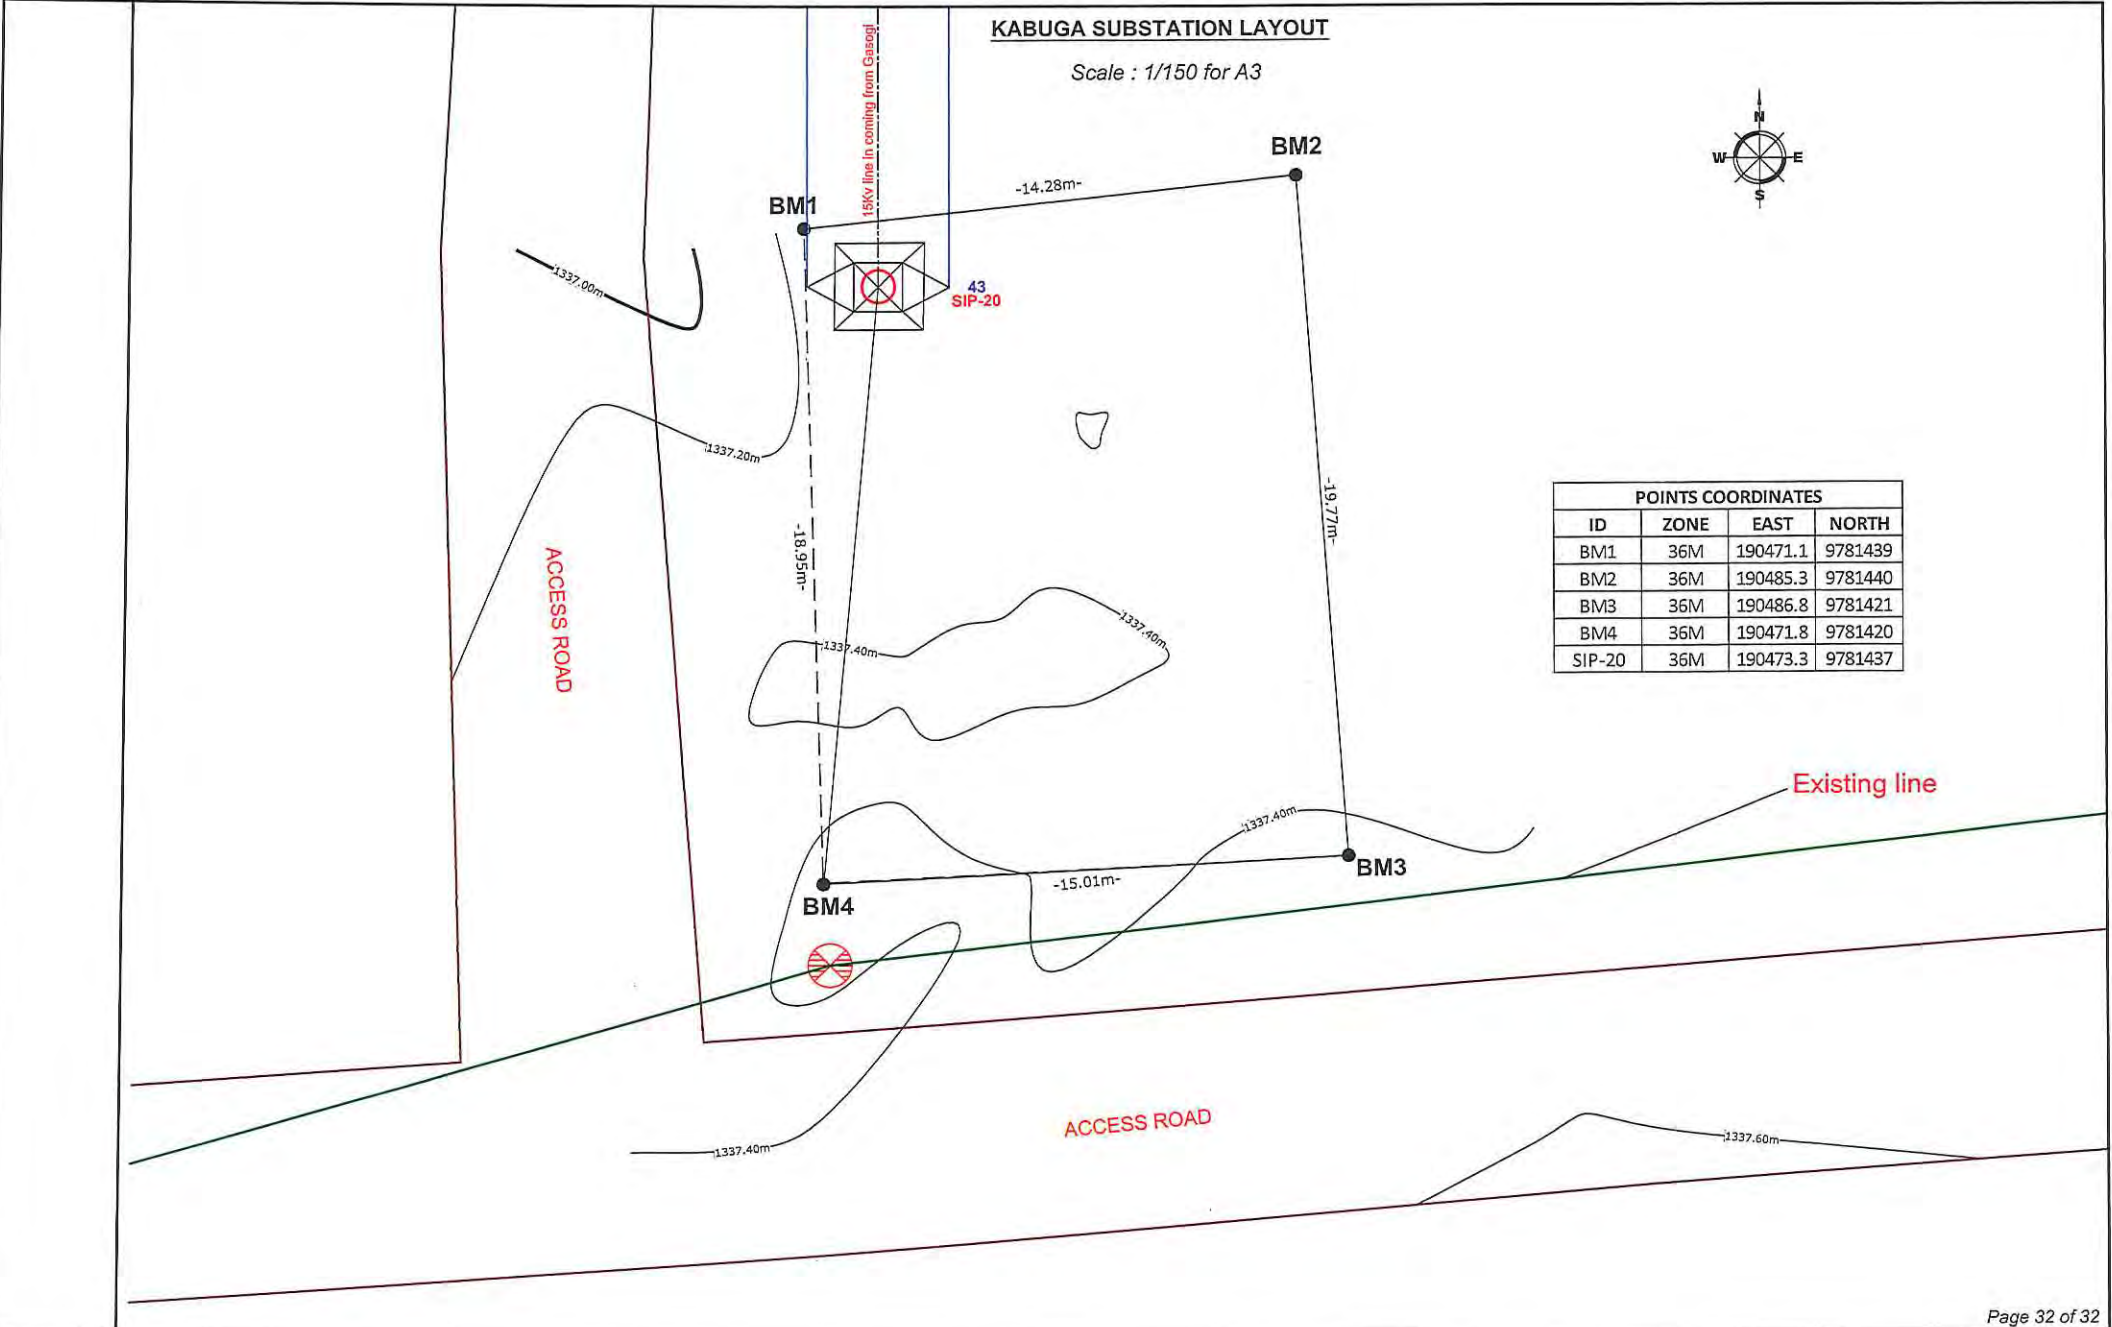 KABUGA SUBSTATION LAYOUT
Scale : 1/150 for A3
15Kv line in coming from Gasogi
N
W E
S
BM2
-14.28m-
BM1
1337.00m
43
SIP-20
1337.20m
-19.77m-
-18.95m-
POINTS COORDINATES
ID ZONE EAST NORTH
BM1 36M 190471.1 9781439
BM2 36M 190485.3 9781440
BM3 36M 190486.8 9781421
BM4 36M 190471.8 9781420
SIP-20 36M 190473.3 9781437
ACCESS ROAD
1337.40m
1337.40m
Existing line
1337.40m
BM3
-15.01m-
BM4
ACCESS ROAD
1337.40m
1337.60m
Page 32 of 32